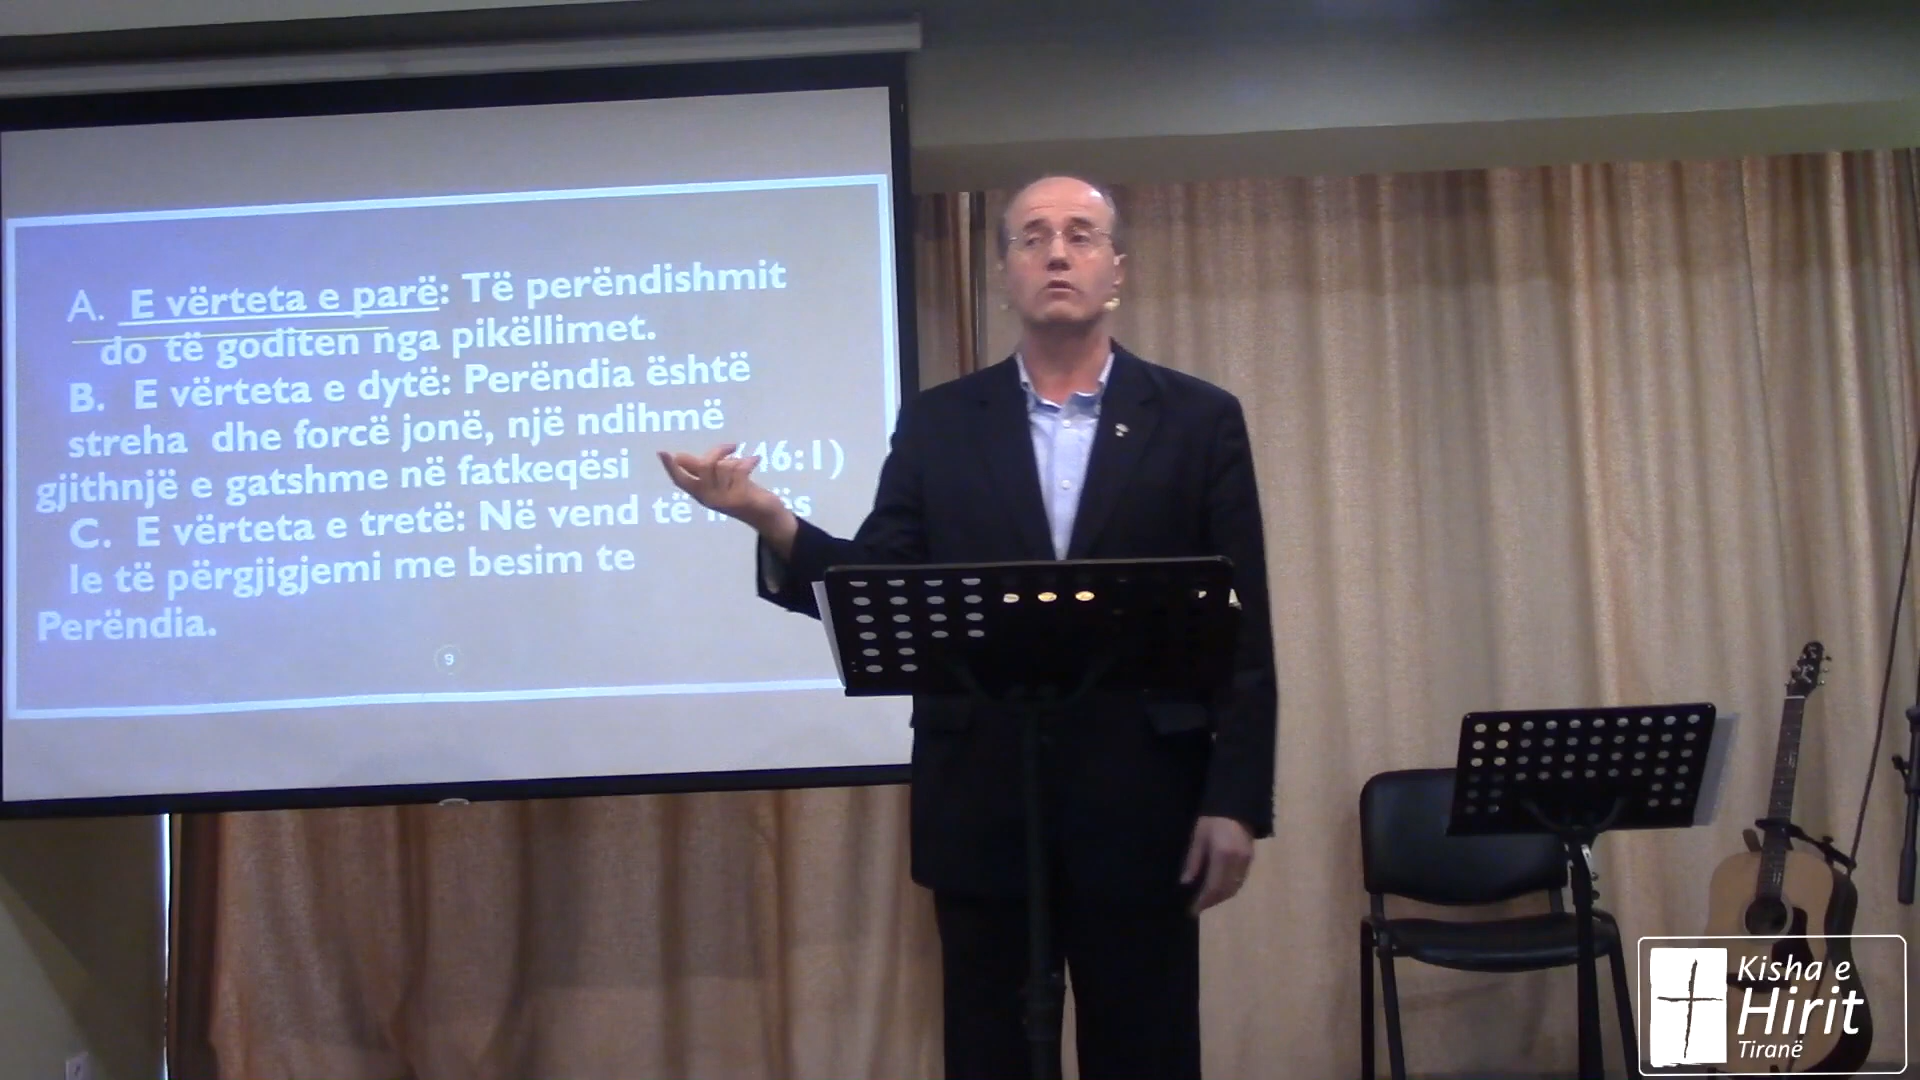 A. E vërteta e parë: Të perëndishmit
do të goditen nga pikëllimet.
B. E vërteta e dytë: Perëndia është
streha dhe forcë jonë, një ndihmë
gjithnjë e gatshme në fatkeqësi (46:1)
C. E vërteta e tretë: Në vend të
le të përgjigjemi me besim te
Perëndia.
9
Kisha e
Hirit
Tiranë